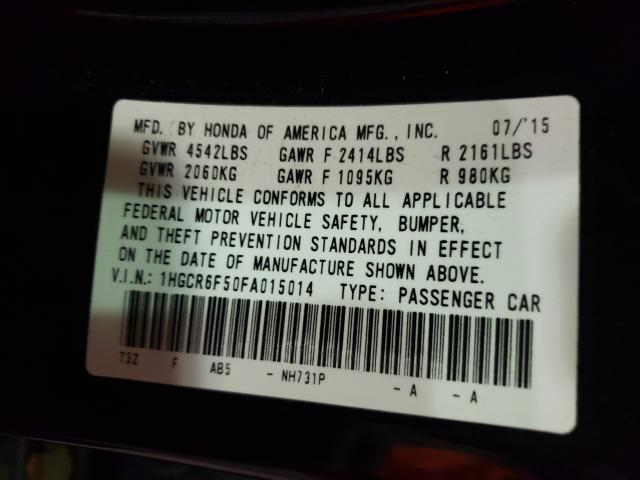 MFD. BY HONDA OF AMERICA MFG., INC. 07/'15
GVWR 4542LBS GAWR F 2414LBS R 2161LBS
GVWR 2060KG GAWR F 1095KG R 980KG
THIS VEHICLE CONFORMS TO ALL APPLICABLE
FEDERAL MOTOR VEHICLE SAFETY, BUMPER,
AND THEFT PREVENTION STANDARDS IN EFFECT
ON THE DATE OF MANUFACTURE SHOWN ABOVE.
V.I.N.: 1HGCR6F50FA015014 TYPE: PASSENGER CAR
T3Z F AB5 - NH731P - A - A